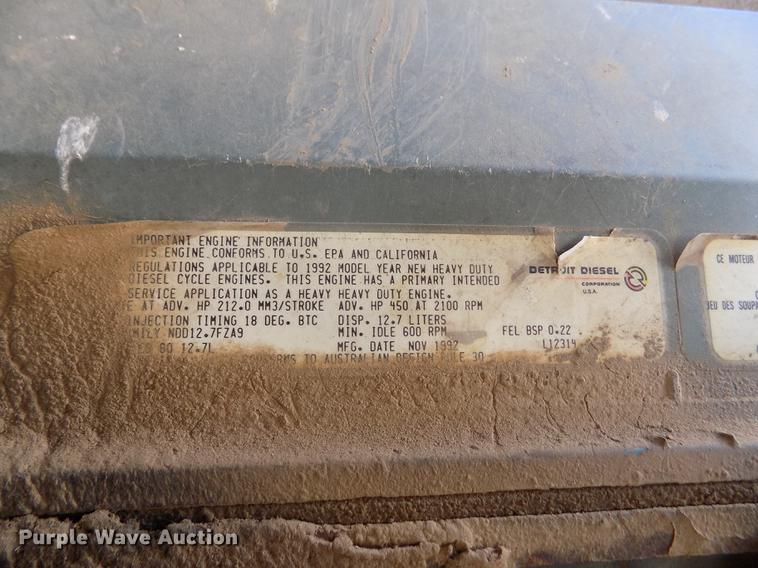 IMPORTANT ENGINE INFORMATION
THIS ENGINE CONFORMS TO U.S. EPA AND CALIFORNIA
REGULATIONS APPLICABLE TO 1992 MODEL YEAR NEW HEAVY DUTY
DIESEL CYCLE ENGINES. THIS ENGINE HAS A PRIMARY INTENDED
SERVICE APPLICATION AS A HEAVY HEAVY DUTY ENGINE.
AT ADV. HP 212.0 MM3/STROKE ADV. HP 450 AT 2100 RPM
INJECTION TIMING 18 DEG. BTC DISP. 12.7 LITERS
NDD12.7FZA9 MIN. IDLE 600 RPM FEL BSP 0.22
60 12.7L MFG. DATE NOV 1992 L12314
TO AUSTRALIAN DESIGN RULE 30
DETROIT DIESEL
CORPORATION
U.S.A.
CE MOTEUR
JEU DES SOUPA
Purple Wave Auction